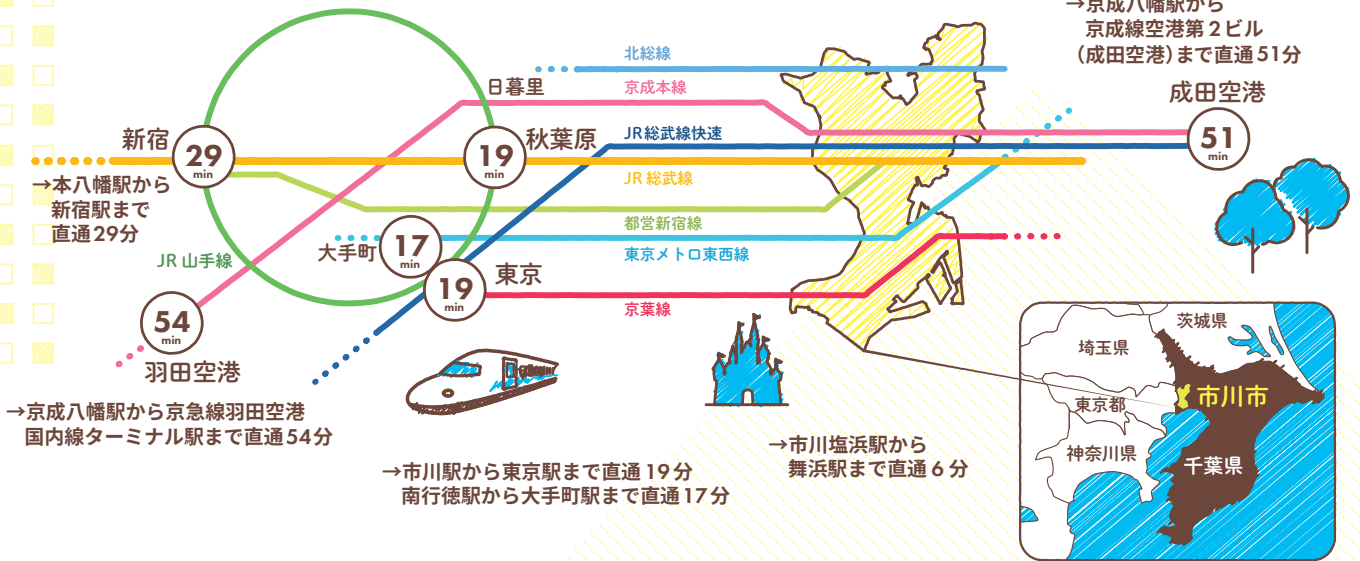 →京成八幡駅から
京成線空港第2ビル
(成田空港)まで直通51分
北総線
日暮里
京成本線
成田空港
51
min
新宿
29
min
19
min
秋葉原
JR総武線快速
JR 総武線
→本八幡駅から
新宿駅まで
直通29分
都営新宿線
大手町
17
min
東京メトロ東西線
JR 山手線
19
min
東京
京葉線
54
min
羽田空港
→京成八幡駅から京急線羽田空港
国内線ターミナル駅まで直通54分
→市川駅から東京駅まで直通19分
南行徳駅から大手町駅まで直通17分
→市川塩浜駅から
舞浜駅まで直通6分
茨城県
埼玉県
市川市
東京都
神奈川県
千葉県